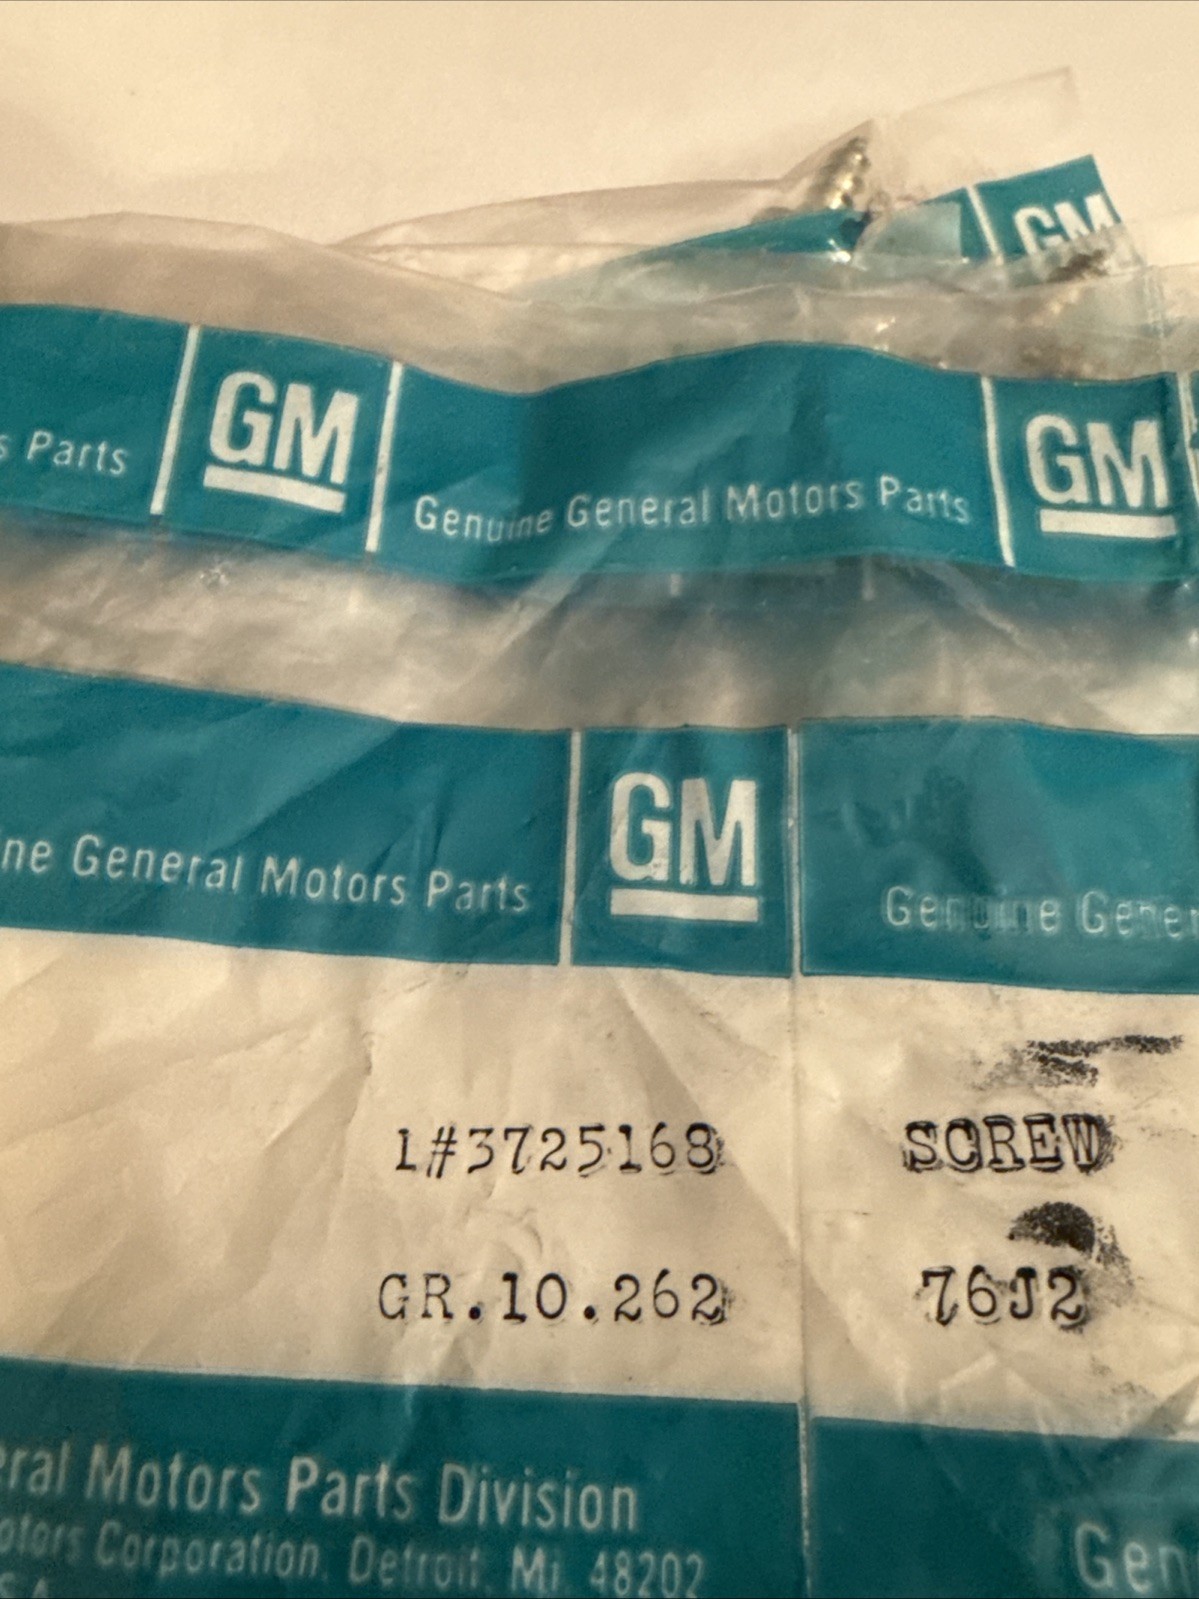 GM
s Parts
GM
Genuine General Motors Parts
GM
ne General Motors Parts
GM
Genuine Gener
1#3725168
SCREW
GR.10.262
76J2
eral Motors Parts Division
otors Corporation, Detroit, Mi. 48202
S.A.
Gen